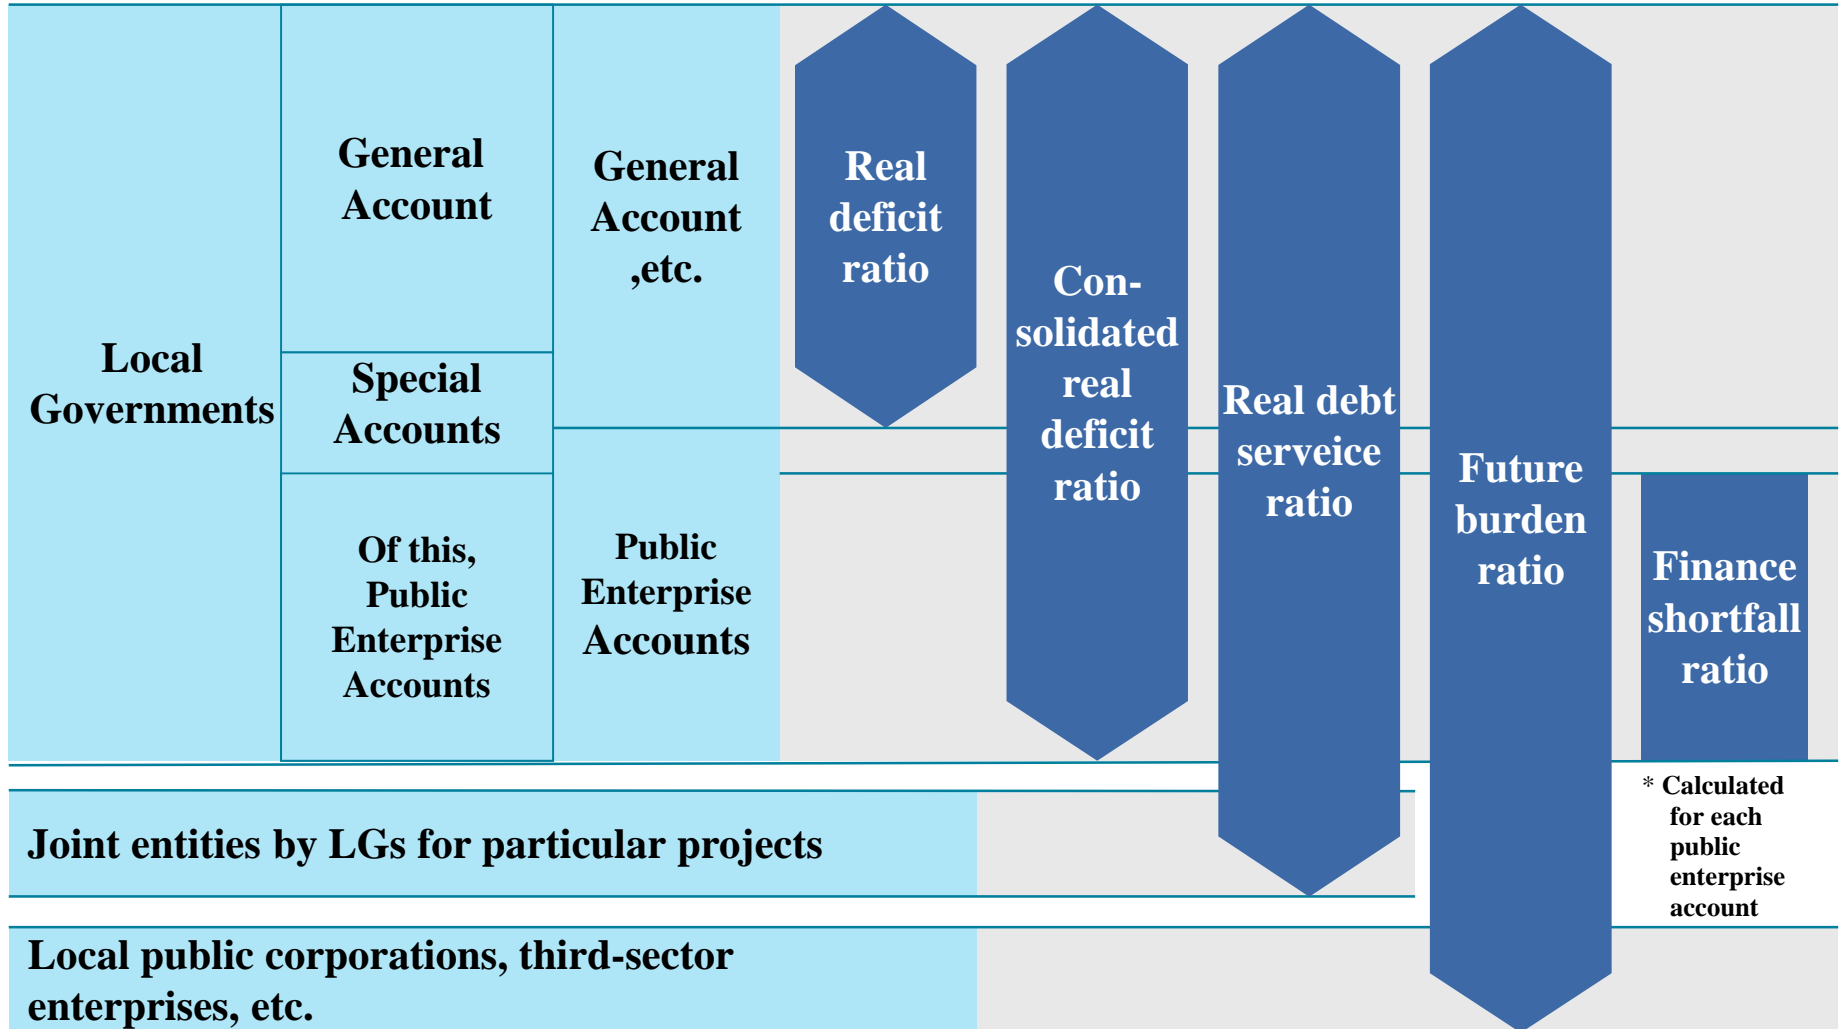 Local
Governments
General
Account
Special
Accounts
Of this,
Public
Enterprise
Accounts
General
Account
,etc.
Public
Enterprise
Accounts
Real
deficit
ratio
Con-
solidated
real
deficit
ratio
Real debt
serveice
ratio
Future
burden
ratio
Finance
shortfall
ratio
* Calculated
for each
public
enterprise
account
Joint entities by LGs for particular projects
Local public corporations, third-sector
enterprises, etc.